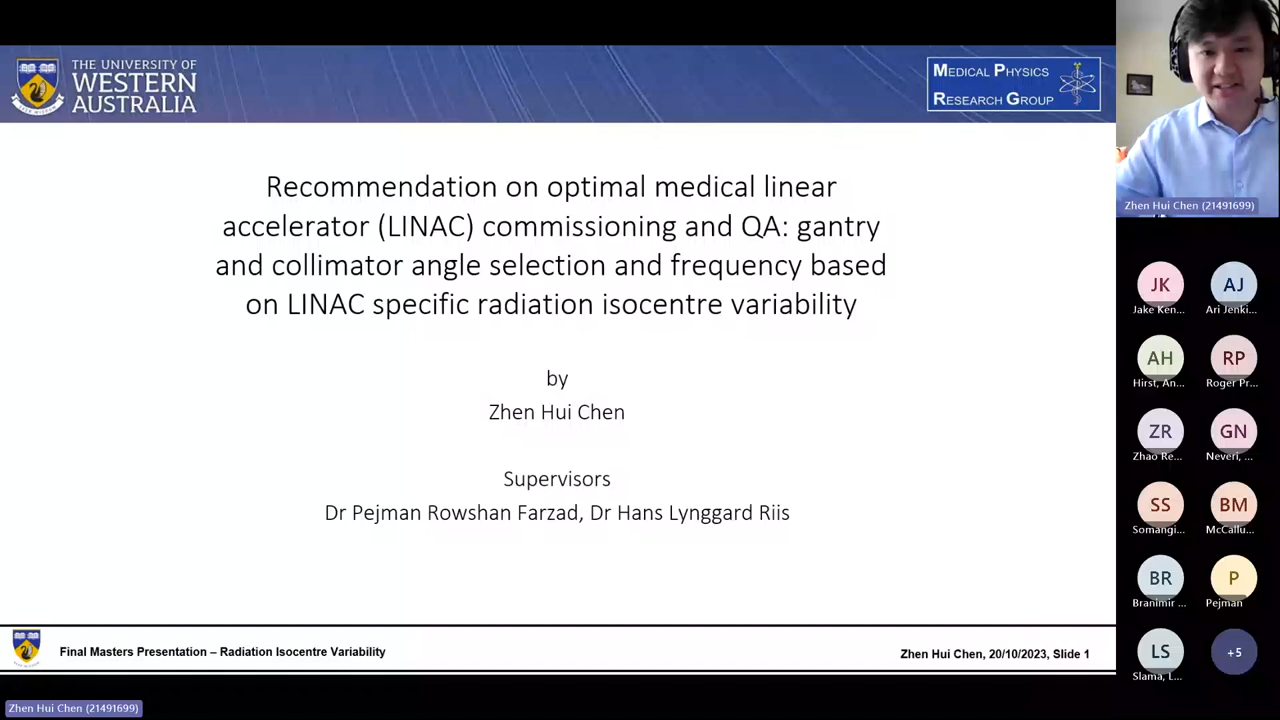 THE UNIVERSITY OF
WESTERN
AUSTRALIA
MEDICAL PHYSICS
RESEARCH GROUP
Recommendation on optimal medical linear
accelerator (LINAC) commissioning and QA: gantry
and collimator angle selection and frequency based
on LINAC specific radiation isocentre variability
by
Zhen Hui Chen
Supervisors
Dr Pejman Rowshan Farzad, Dr Hans Lynggard Riis
Final Masters Presentation – Radiation Isocentre Variability
Zhen Hui Chen, 20/10/2023, Slide 1
Zhen Hui Chen (21491699)
Zhen Hui Chen (21491699)
JK
AJ
Jake Ken...
Ari Jenki...
AH
RP
Hirst, An...
Roger Pr...
ZR
GN
Zhao Re...
Neveri, ...
SS
BM
Somangi...
McCallu...
BR
P
Branimir ...
Pejman
LS
+5
Slama, L...